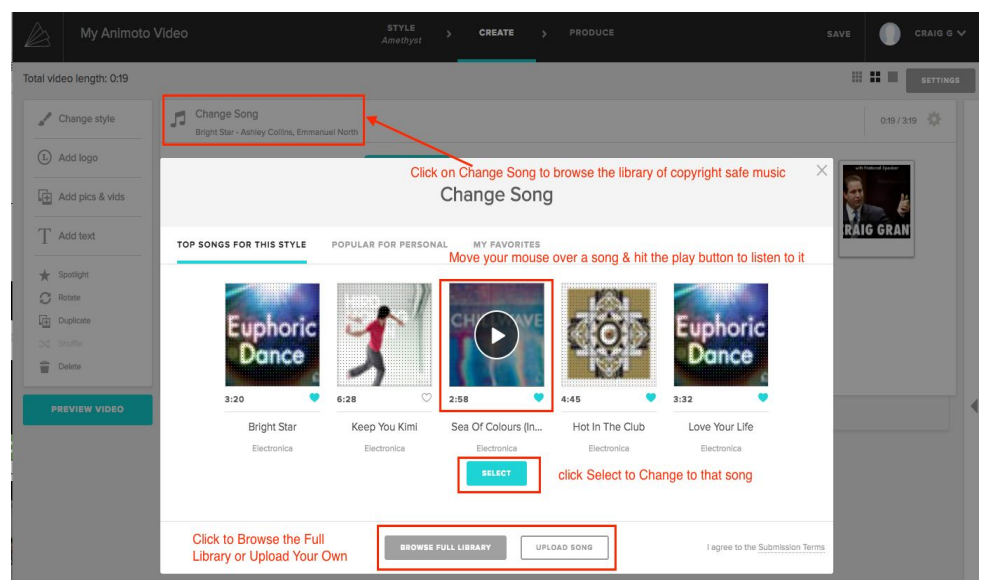 My Animoto Video
STYLE
Amethyst
>
CREATE
>
PRODUCE
SAVE
CRAIG G
Total video length: 0:19
SETTINGS
Change style
Change Song
Bright Star - Ashley Collins, Emmanuel North
0:19 / 3:19
L Add logo
Click on Change Song to browse the library of copyright safe music
Change Song
Add pics & vids
with National Speaker
RAIG GRAN
T Add text
TOP SONGS FOR THIS STYLE POPULAR FOR PERSONAL MY FAVORITES
Move your mouse over a song & hit the play button to listen to it
Spotlight
Rotate
Duplicate
Shuffle
Delete
PREVIEW VIDEO
Euphoric
Dance
CHILLWAVE
Euphoric
Dance
3:20 6:28 2:58 4:45 3:32
Bright Star Keep You Kimi Sea Of Colours (In... Hot In The Club Love Your Life
Electronica Electronica Electronica Electronica Electronica
SELECT
click Select to Change to that song
Click to Browse the Full
Library or Upload Your Own
BROWSE FULL LIBRARY
UPLOAD SONG
I agree to the Submission Terms